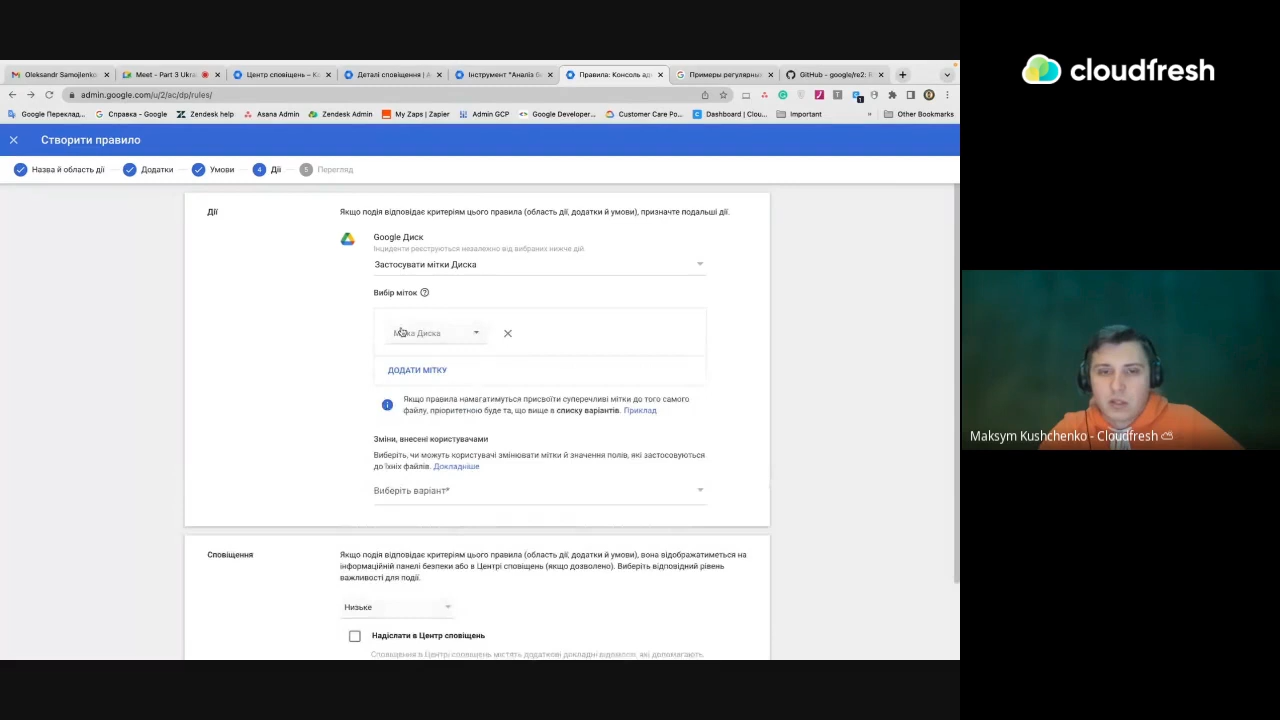 cloudfresh
Oleksandr Samojlenko
Meet - Part 3 Ukra
Центр сповіщень – Ко
Деталі сповіщення | А
Інструмент "Аналіз б
Правила: Консоль ад
Примеры регулярны
GitHub - google/re2: R
admin.google.com/u/2/ac/dp/rules/
Google Переклад...
Справка - Google
Zendesk help
Asana Admin
Zendesk Admin
My Zaps | Zapier
Admin GCP
Google Developer...
Customer Care Po...
Dashboard | Clou...
Important
Other Bookmarks
Створити правило
Назва й область дії
Додатки
Умови
4 Дії
5 Перегляд
Дії
Якщо подія відповідає критеріям цього правила (область дії, додатки й умови), призначте подальші дії.
Google Диск
Інциденти реєструються незалежно від вибраних нижче дій.
Застосувати мітки Диска
Вибір міток
Мітка Диска
ДОДАТИ МІТКУ
Якщо правила намагатимуться присвоїти суперечливі мітки до того самого
файлу, пріоритетною буде та, що вище в списку варіантів. Приклад
Зміни, внесені користувачами
Виберіть, чи можуть користувачі змінювати мітки й значення полів, які застосовуються
до їхніх файлів. Докладніше
Виберіть варіант*
Сповіщення
Якщо подія відповідає критеріям цього правила (область дії, додатки й умови), вона відображатиметься на
інформаційній панелі безпеки або в Центрі сповіщень (якщо дозволено). Виберіть відповідний рівень
важливості для події.
Низьке
Надіслати в Центр сповіщень
Сповіщення в Центрі сповіщень містять додаткові докладні відомості, які допомагають
Maksym Kushchenko - Cloudfresh